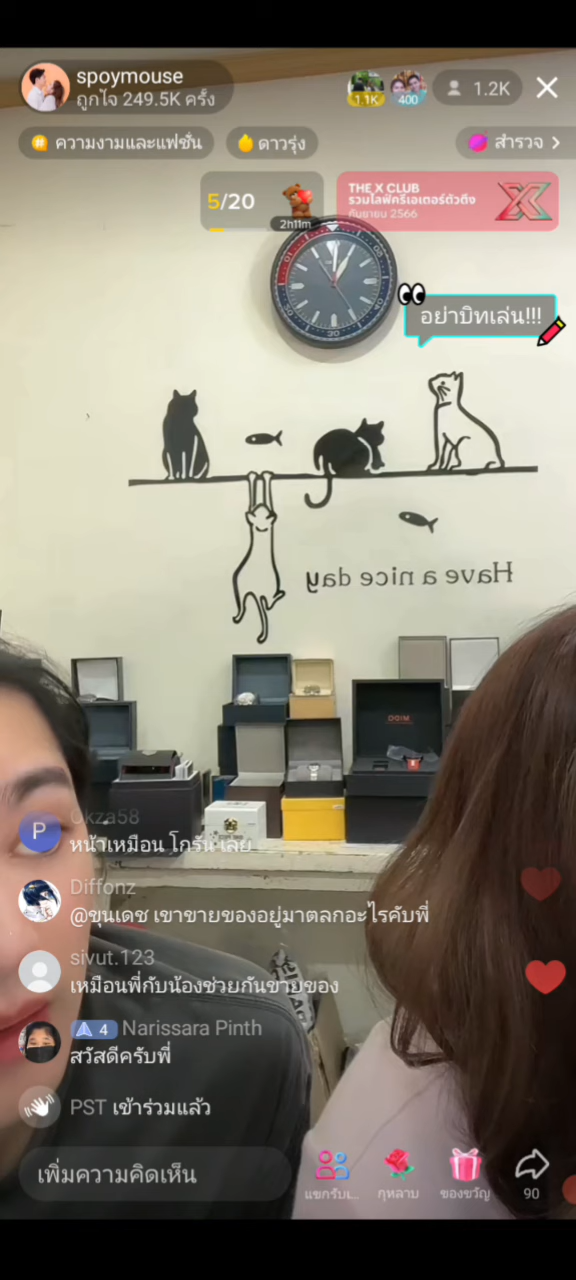 spoymouse
ถูกใจ 249.5K ครั้ง
1.1K
400
1.2K
ความงามและแฟชั่น
ดาวรุ่ง
สำรวจ
5/20
2h11m
THE X CLUB
รวมไลฟ์ครีเอเตอร์ตัวตึง
กันยายน 2566
อย่าบิทเล่น!!!
Have a nice day
MIDO
Okza58
P
หน้าเหมือน โกรัน เลย
Diffonz
@ขุนเดช เขาขายของอยู่มาตลกอะไรคับพี่
sivut.123
เหมือนพี่กับน้องช่วยกันขายของ
4 Narissara Pinth
สวัสดีครับพี่
PST เข้าร่วมแล้ว
เพิ่มความคิดเห็น
แขกรับเ...
กุหลาบ
ของขวัญ
90